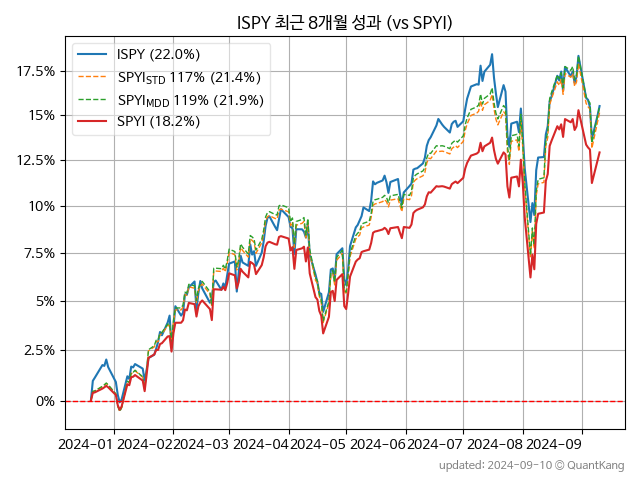 ISPY 최근 8개월 성과 (vs SPYI)
ISPY (22.0%)
SPYI_STD 117% (21.4%)
SPYI_MDD 119% (21.9%)
SPYI (18.2%)
17.5%
15%
12.5%
10%
7.5%
5%
2.5%
0%
2024-01 2024-02 2024-03 2024-04 2024-05 2024-06 2024-07 2024-08 2024-09
updated: 2024-09-10 © QuantKang